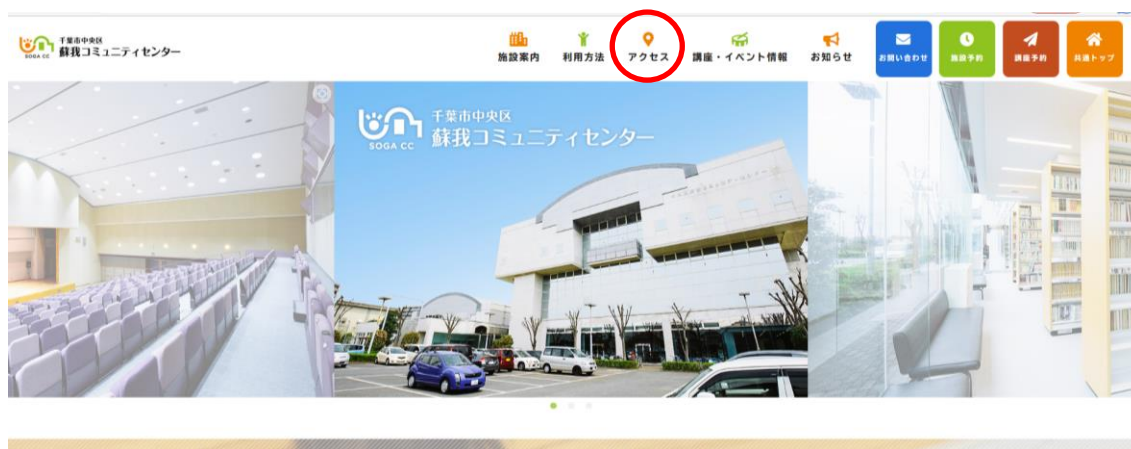 千葉市中央区
蘇我コミュニティセンター
SOGA CC
施設案内
利用方法
アクセス
講座・イベント情報
お知らせ
お問い合わせ
施設予約
講座予約
共通トップ
千葉市中央区
蘇我コミュニティセンター
SOGA CC